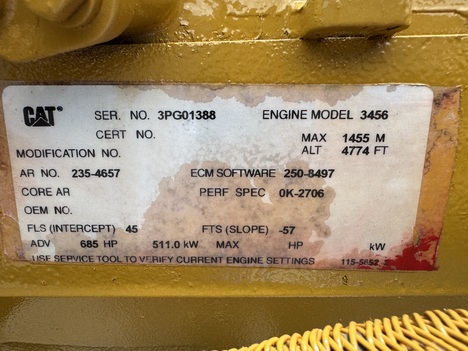 CAT® SER. NO. 3PG01388 ENGINE MODEL 3456
CERT NO. MAX 1455 M
MODIFICATION NO. ALT 4774 FT
AR NO. 235-4657 ECM SOFTWARE 250-8497
CORE AR PERF SPEC 0K-2706
OEM NO.
FLS (INTERCEPT) 45 FTS (SLOPE) -57
ADV 685 HP 511.0 kW MAX HP kW
USE SERVICE TOOL TO VERIFY CURRENT ENGINE SETTINGS 115-5852